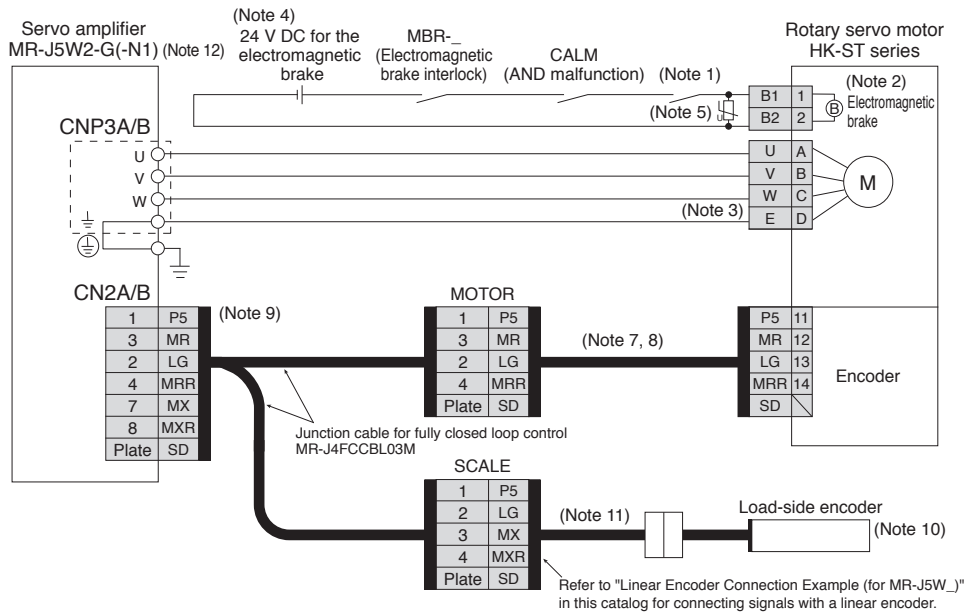 Servo amplifier
MR-J5W2-G(-N1) (Note 12)
(Note 4)
24 V DC for the
electromagnetic
brake
MBR-_
(Electromagnetic
brake interlock)
CALM
(AND malfunction)
(Note 1)
(Note 5)
U
Rotary servo motor
HK-ST series
B1 1
B2 2
(Note 2)
B
Electromagnetic
brake
CNP3A/B
U
V
W
(Note 3)
U A
V B
W C
E D
M
CN2A/B
1 P5
3 MR
2 LG
4 MRR
7 MX
8 MXR
Plate SD
(Note 9)
MOTOR
1 P5
3 MR
2 LG
4 MRR
Plate SD
(Note 7, 8)
P5 11
MR 12
LG 13
MRR 14
SD
Encoder
Junction cable for fully closed loop control
MR-J4FCCBL03M
SCALE
1 P5
2 LG
3 MX
4 MXR
Plate SD
(Note 11)
Load-side encoder
(Note 10)
Refer to "Linear Encoder Connection Example (for MR-J5W_)"
in this catalog for connecting signals with a linear encoder.